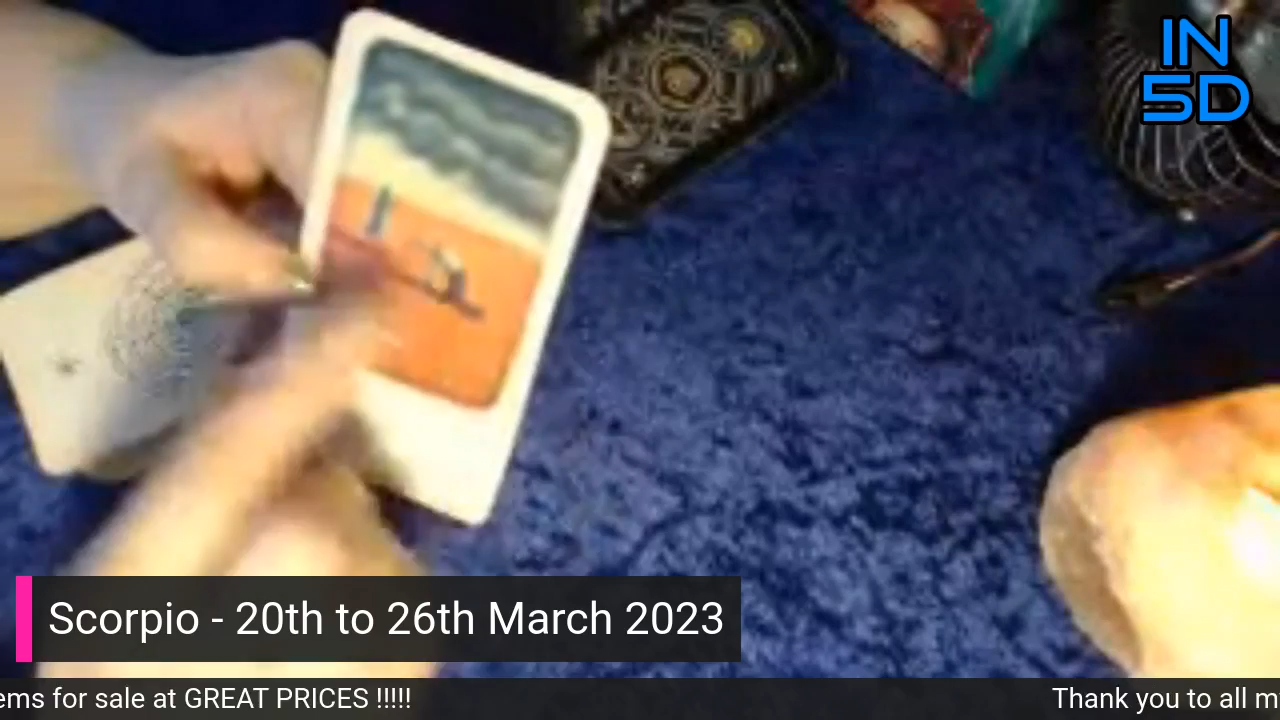 IN
5D
Scorpio - 20th to 26th March 2023
ems for sale at GREAT PRICES !!!!! Thank you to all m